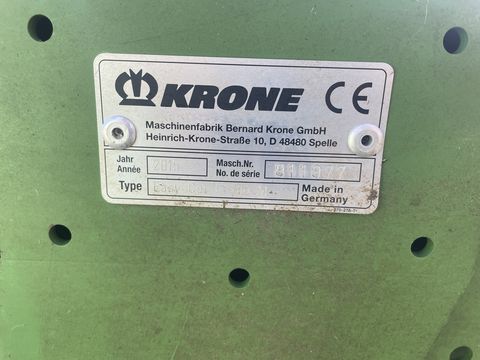 KRONE CE
Maschinenfabrik Bernard Krone GmbH
Heinrich-Krone-Straße 10, D 48480 Spelle
Jahr Masch.Nr.
Année No. de série
Type Made in
Germany